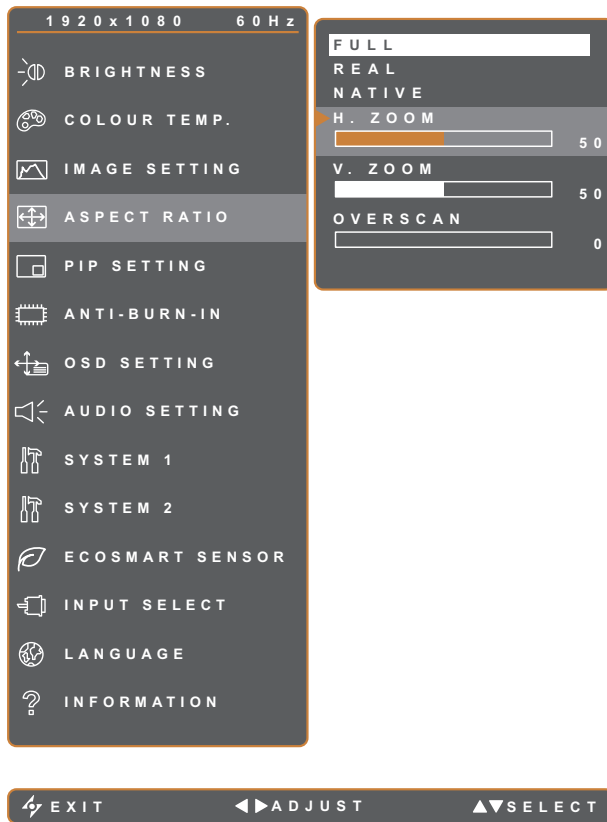 1920x1080 60Hz
BRIGHTNESS
COLOUR TEMP.
IMAGE SETTING
ASPECT RATIO
PIP SETTING
ANTI-BURN-IN
OSD SETTING
AUDIO SETTING
SYSTEM 1
SYSTEM 2
ECOSMART SENSOR
INPUT SELECT
LANGUAGE
INFORMATION
FULL
REAL
NATIVE
H. ZOOM
50
V. ZOOM
50
OVERSCAN
0
EXIT ADJUST SELECT